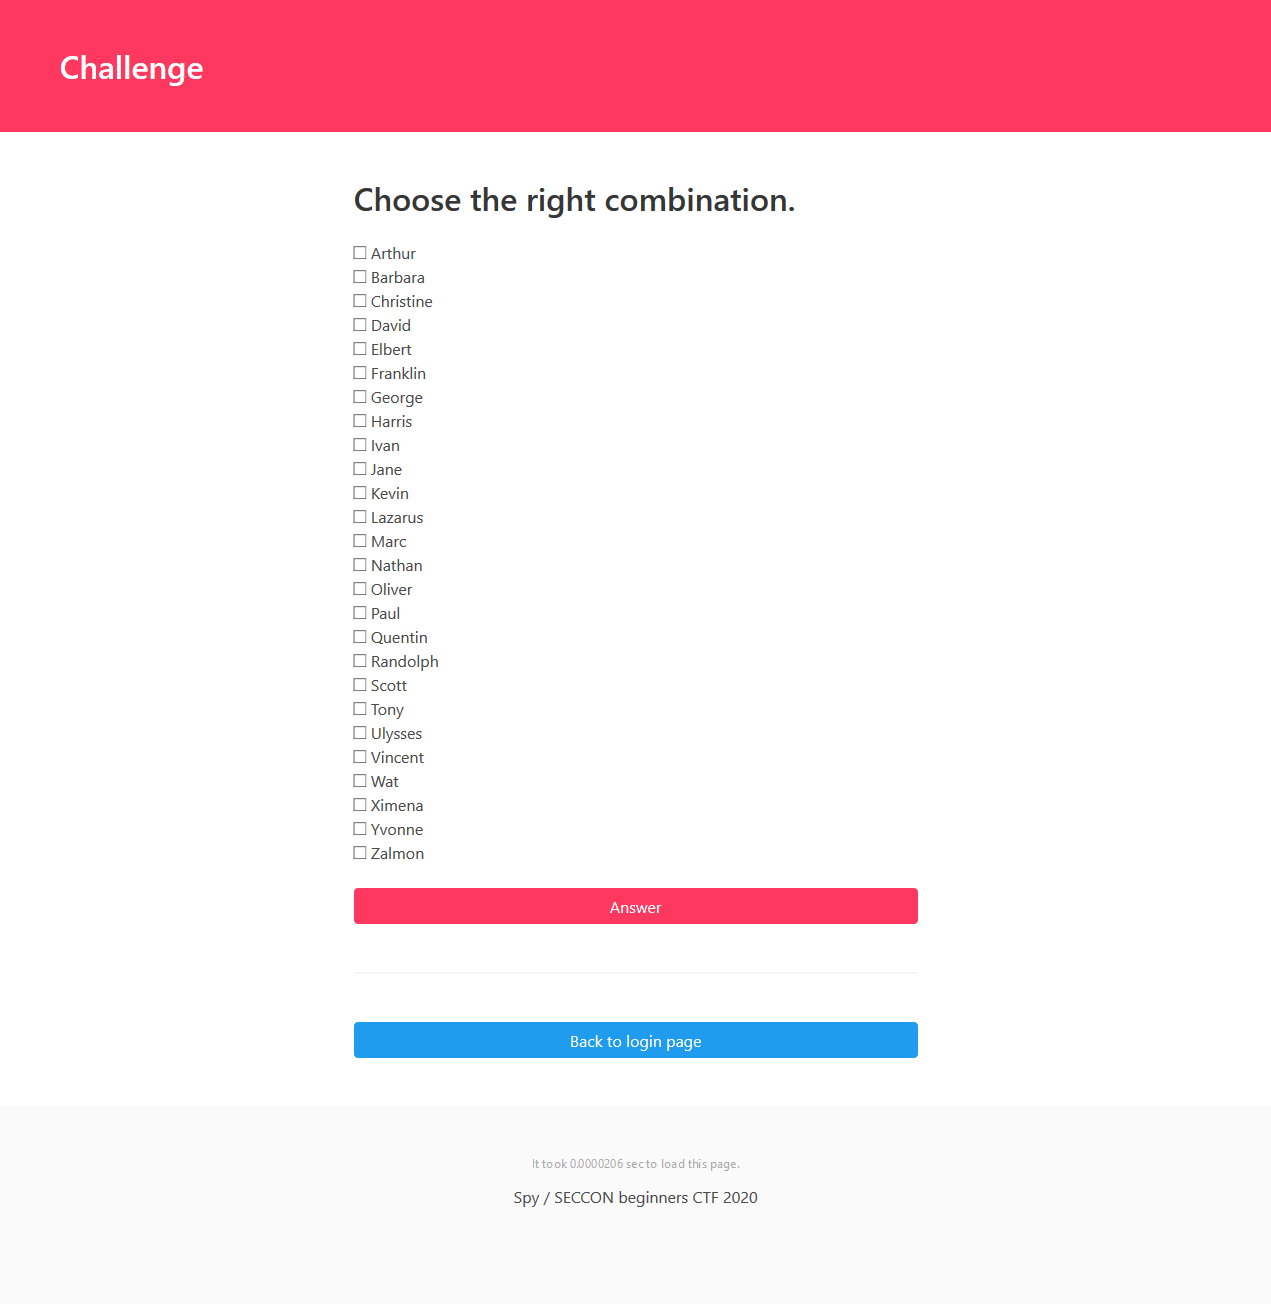 Challenge
Choose the right combination.
Arthur
Barbara
Christine
David
Elbert
Franklin
George
Harris
Ivan
Jane
Kevin
Lazarus
Marc
Nathan
Oliver
Paul
Quentin
Randolph
Scott
Tony
Ulysses
Vincent
Wat
Ximena
Yvonne
Zalmon
Answer
Back to login page
It took 0.0000206 sec to load this page.
Spy / SECCON beginners CTF 2020